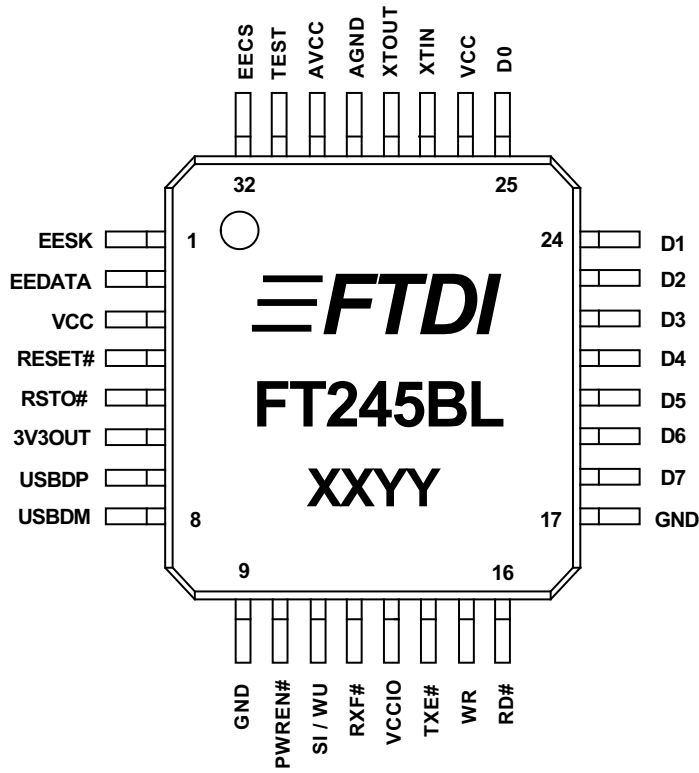 EECS TEST AVCC AGND XTOUT XTIN VCC D0
32 25
EESK 1 24 D1
EEDATA D2
VCC D3
RESET# D4
RSTO# D5
3V3OUT D6
USBDP D7
USBDM 8 17 GND
FTDI
FT245BL
XXYY
9 16
GND PWREN# SI / WU RXF# VCCIO TXE# WR RD#